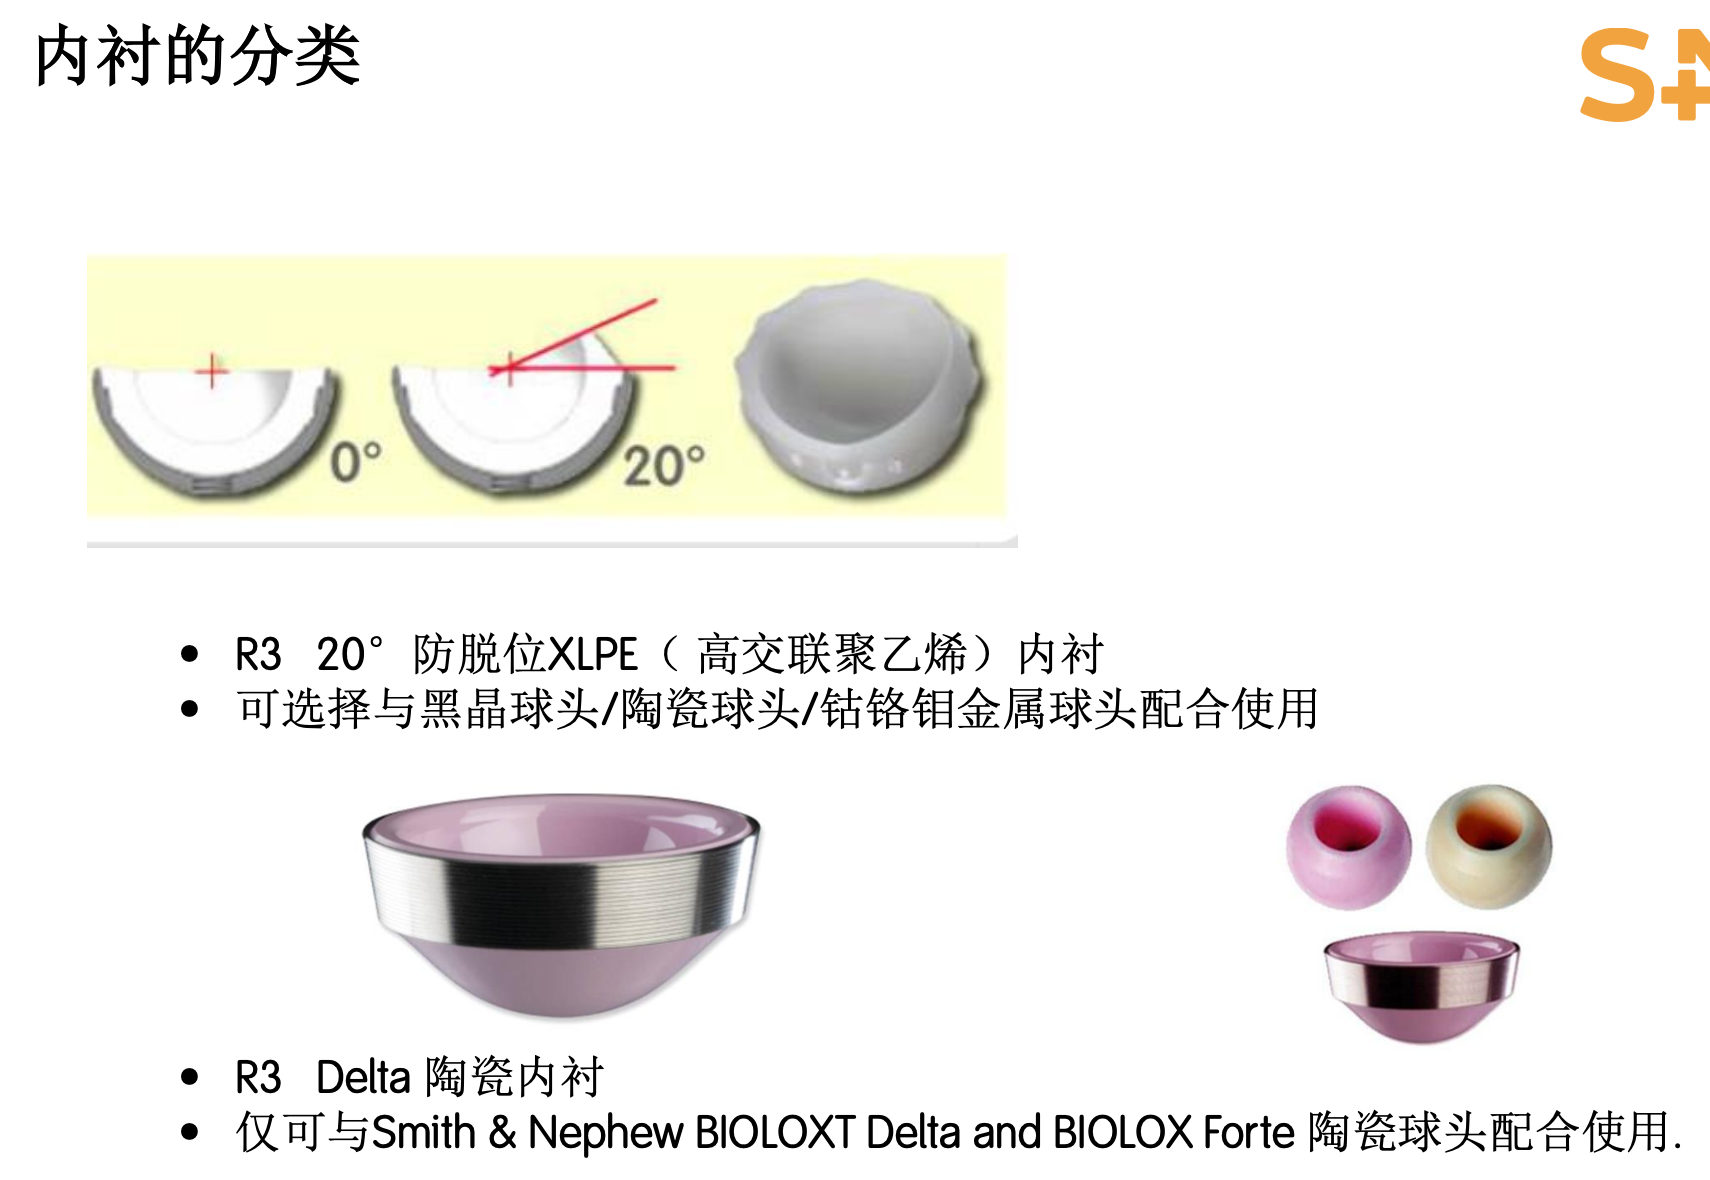 内衬的分类
S+N
0°
20°
R3 20°防脱位XLPE（ 高交联聚乙烯）内衬
可选择与黑晶球头/陶瓷球头/钴铬钼金属球头配合使用
R3 Delta 陶瓷内衬
仅可与Smith & Nephew BIOLOXT Delta and BIOLOX Forte 陶瓷球头配合使用.